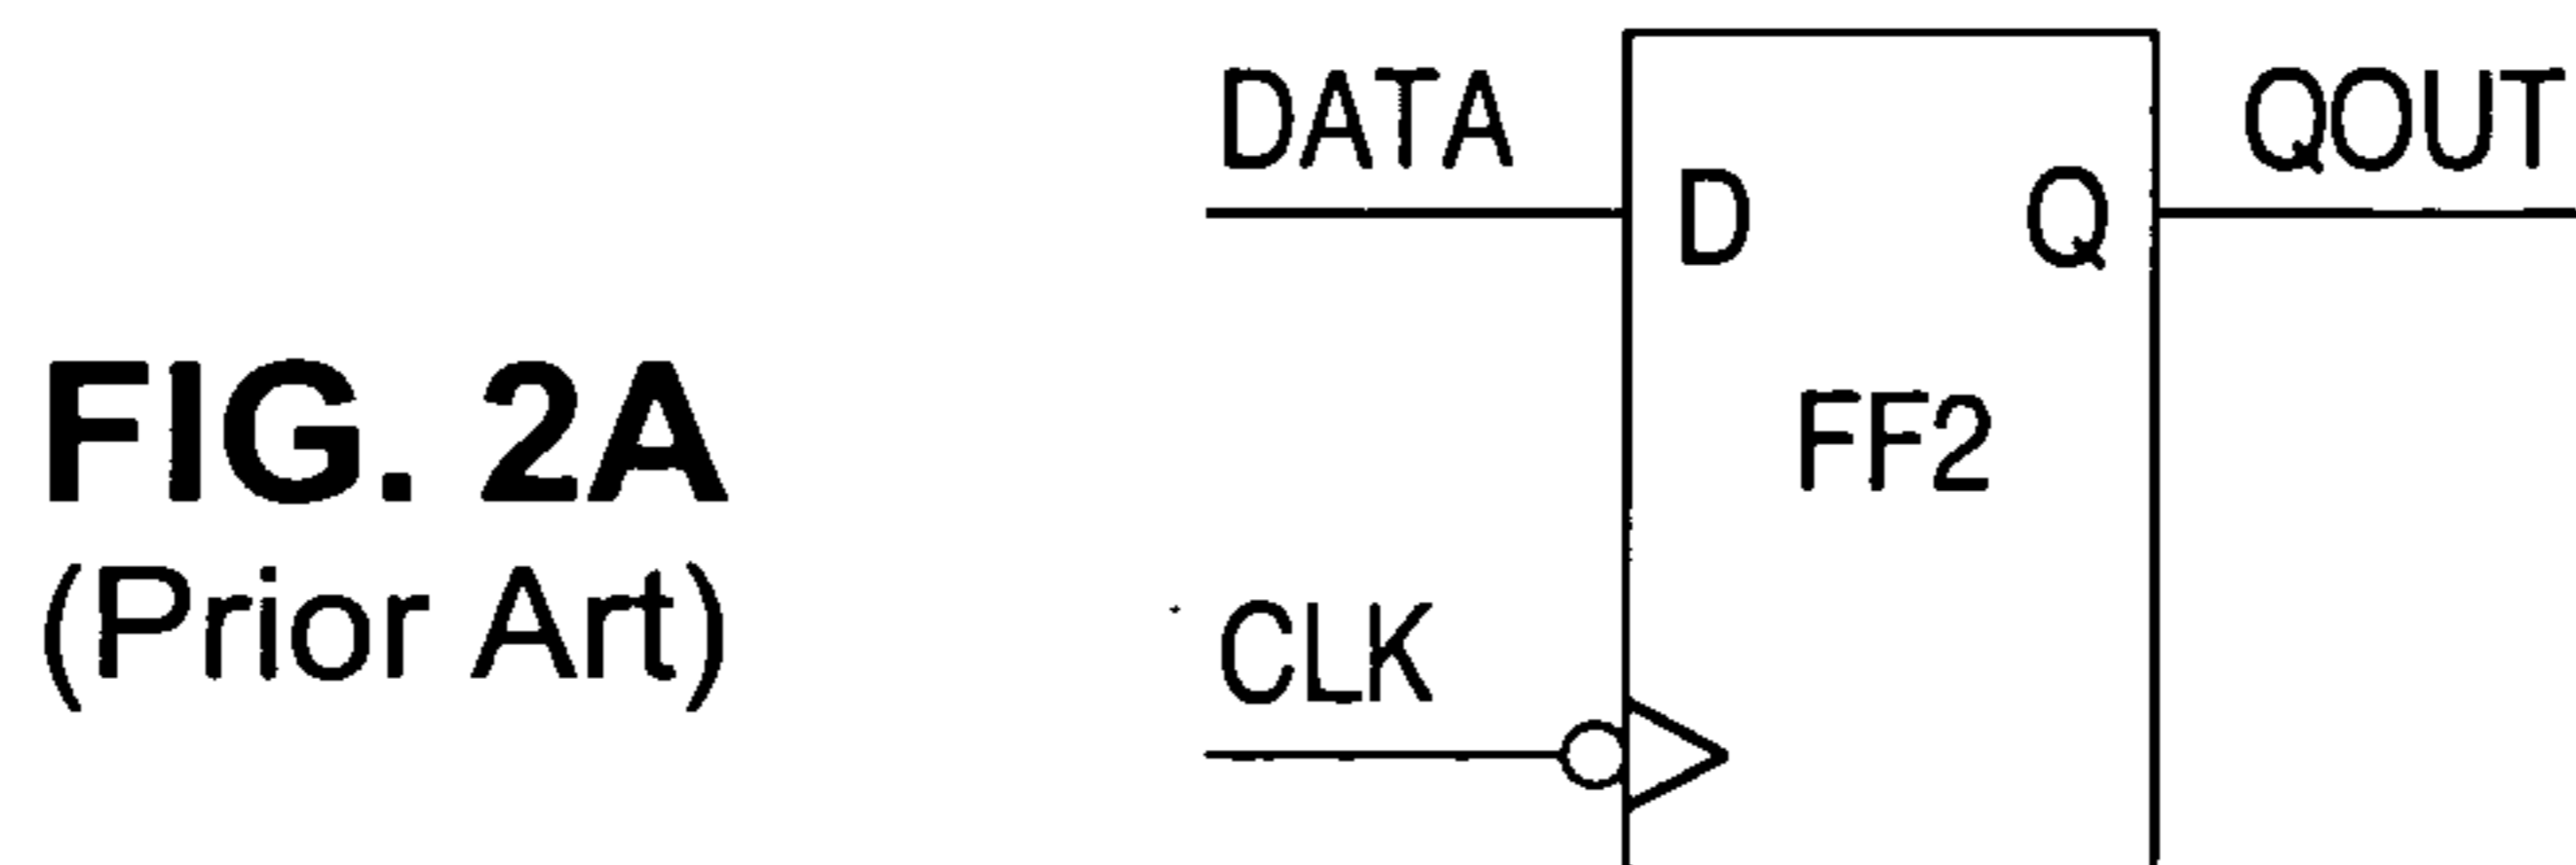 DATA
QOUT
D
Q
FIG. 2A
FF2
(Prior Art)
CLK